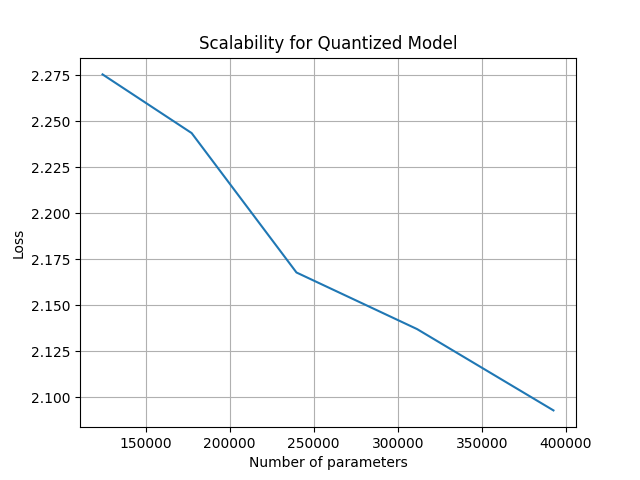 Scalability for Quantized Model
2.275
2.250
2.225
2.200
2.175
2.150
2.125
2.100
Loss
150000 200000 250000 300000 350000 400000
Number of parameters